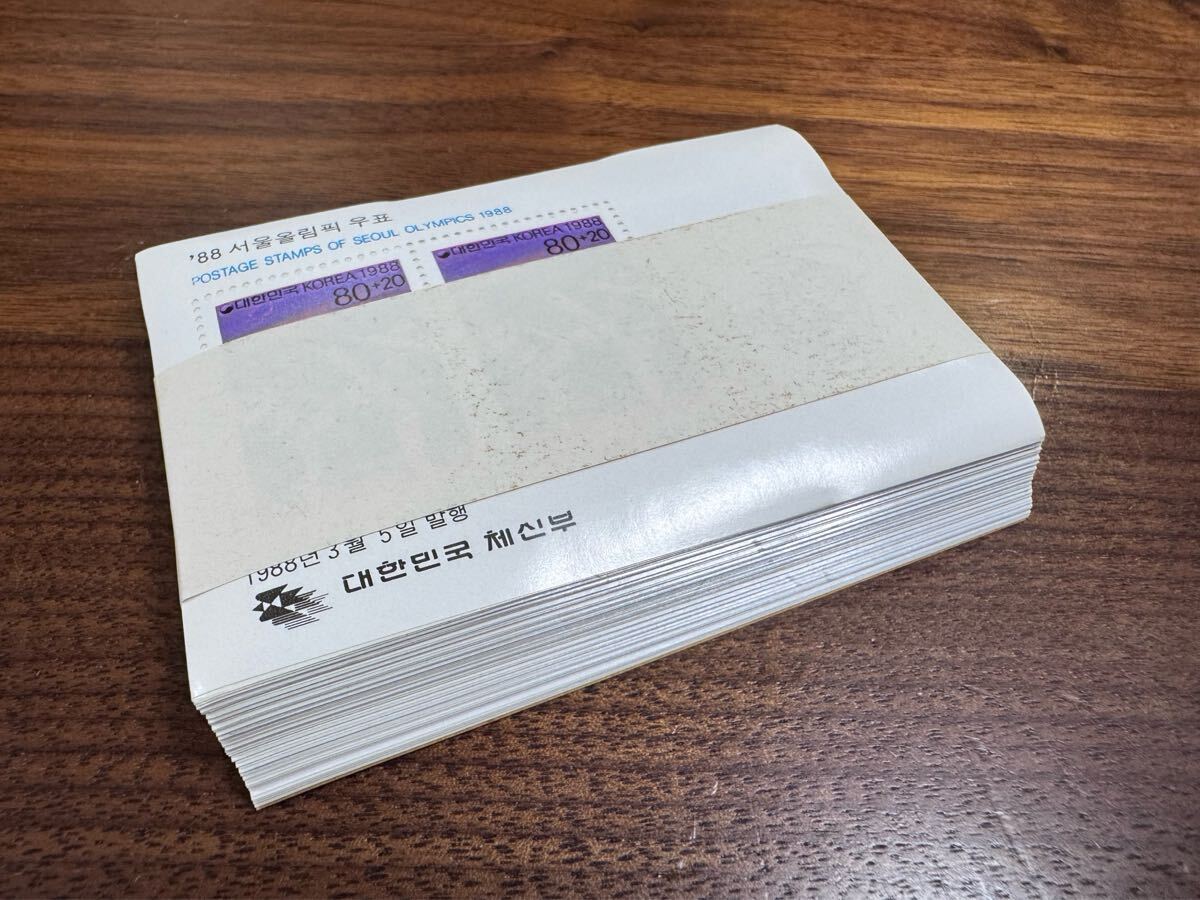 '88 서울올림픽 우표
POSTAGE STAMPS OF SEOUL OLYMPICS 1988
대한민국 KOREA 1988
80+20
대한민국 KOREA 1988
80+20
1988년 3월 5일 발행
대한민국 체신부